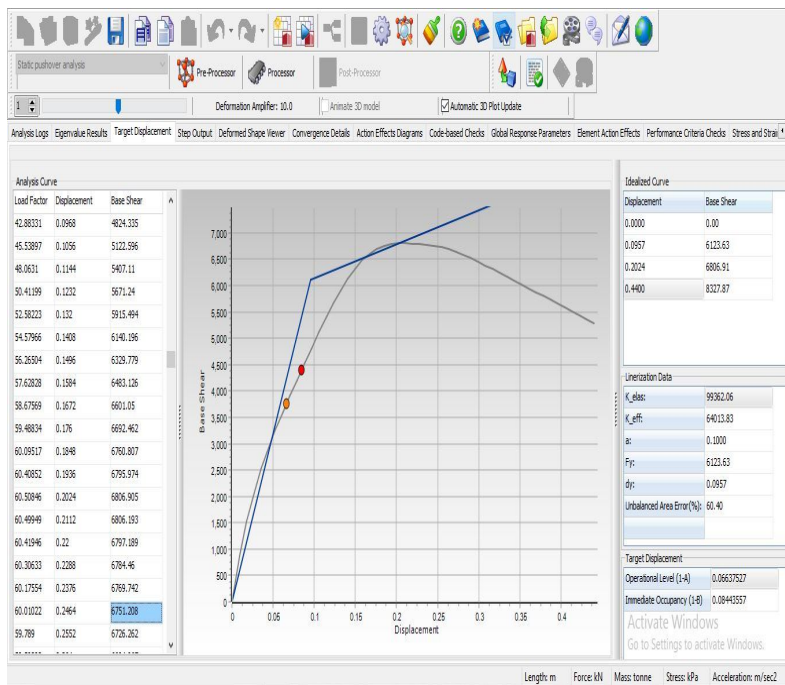 Static pushover analysis
Pre-Processor Processor Post-Processor
1 Deformation Amplifier: 10.0 Animate 3D model Automatic 3D Plot Update
Analysis Logs Eigenvalue Results Target Displacement Step Output Deformed Shape Viewer Convergence Details Action Effects Diagrams Code-based Checks Global Response Parameters Element Action Effects Performance Criteria Checks Stress and Strai
Analysis Curve
Load Factor Displacement Base Shear
42.88331 0.0968 4824.335
45.53897 0.1056 5122.596
48.0631 0.1144 5407.11
50.41199 0.1232 5671.24
52.58223 0.132 5915.494
54.57966 0.1408 6140.196
56.26504 0.1496 6329.779
57.62828 0.1584 6483.126
58.67569 0.1672 6601.05
59.48834 0.176 6692.462
60.09517 0.1848 6760.807
60.40852 0.1936 6795.974
60.50846 0.2024 6806.905
60.49949 0.2112 6806.193
60.41946 0.22 6797.189
60.30633 0.2288 6784.46
60.17554 0.2376 6769.742
60.01022 0.2464 6751.208
59.789 0.2552 6726.262
7,000
6,500
6,000
5,500
5,000
4,500
4,000
3,500
3,000
2,500
2,000
1,500
1,000
500
0
Base Shear
0 0.05 0.1 0.15 0.2 0.25 0.3 0.35 0.4
Displacement
Idealized Curve
Displacement Base Shear
0.0000 0.00
0.0957 6123.63
0.2024 6806.91
0.4400 8327.87
Linerization Data
K_elas: 99362.06
K_eff: 64013.83
a: 0.1000
Fy: 6123.63
dy: 0.0957
Unbalanced Area Error(%): 60.40
Target Displacement
Operational Level (1-A) 0.06637527
Immediate Occupancy (1-B) 0.08443557
Activate Windows
Go to Settings to activate Windows.
Length: m Force: kN Mass: tonne Stress: kPa Acceleration: m/sec2